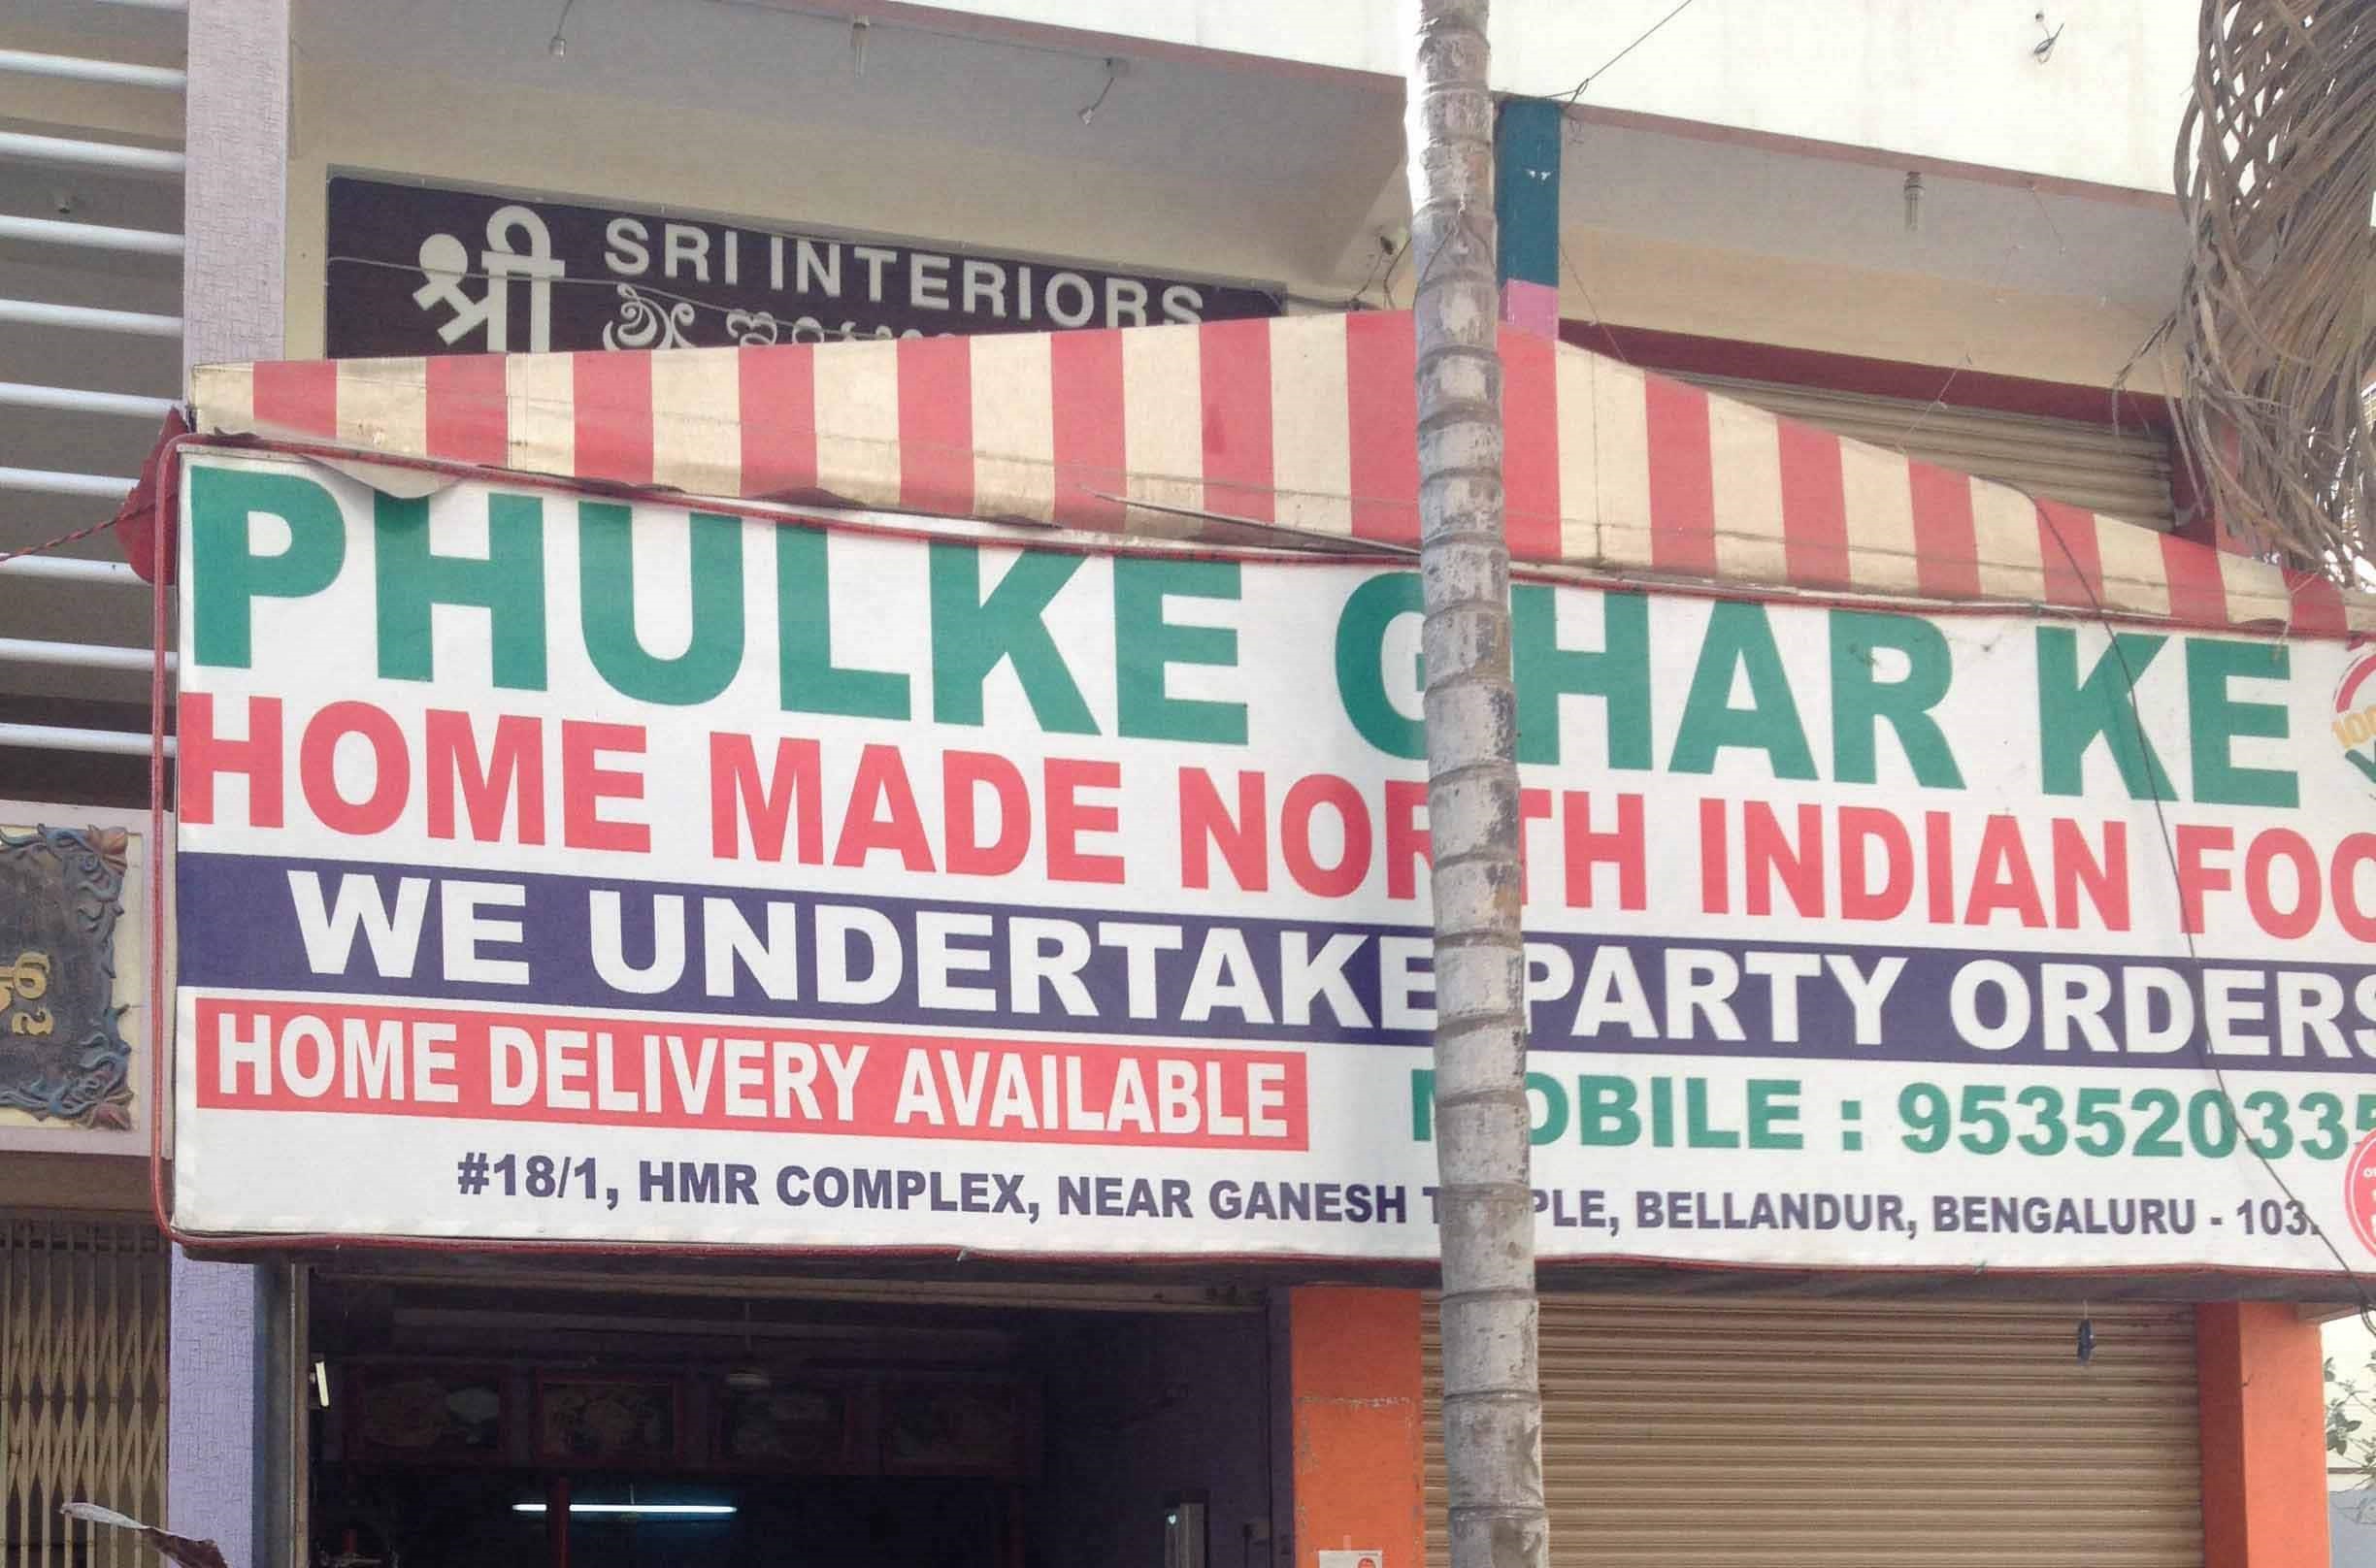 श्री
SRI INTERIORS
ಶ್ರೀ
PHULKE GHAR KE
HOME MADE NORTH INDIAN FOO
WE UNDERTAKE PARTY ORDERS
HOME DELIVERY AVAILABLE
MOBILE : 953520335
#18/1, HMR COMPLEX, NEAR GANESH TEMPLE, BELLANDUR, BENGALURU - 103.